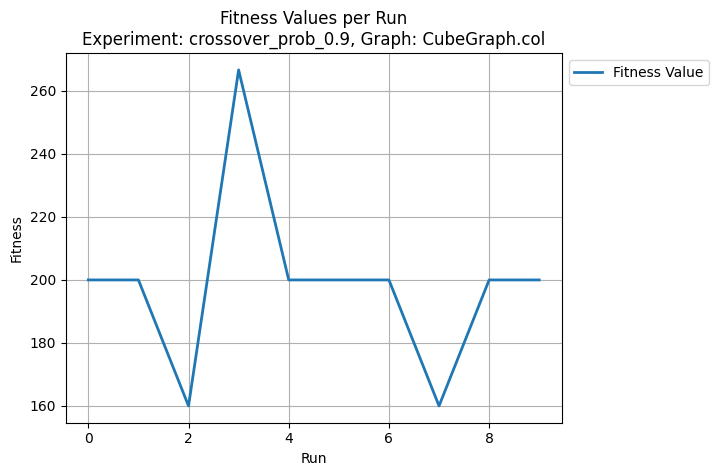 Fitness Values per Run
Experiment: crossover_prob_0.9, Graph: CubeGraph.col
Fitness Value
260
240
220
200
180
160
Fitness
0 2 4 6 8
Run